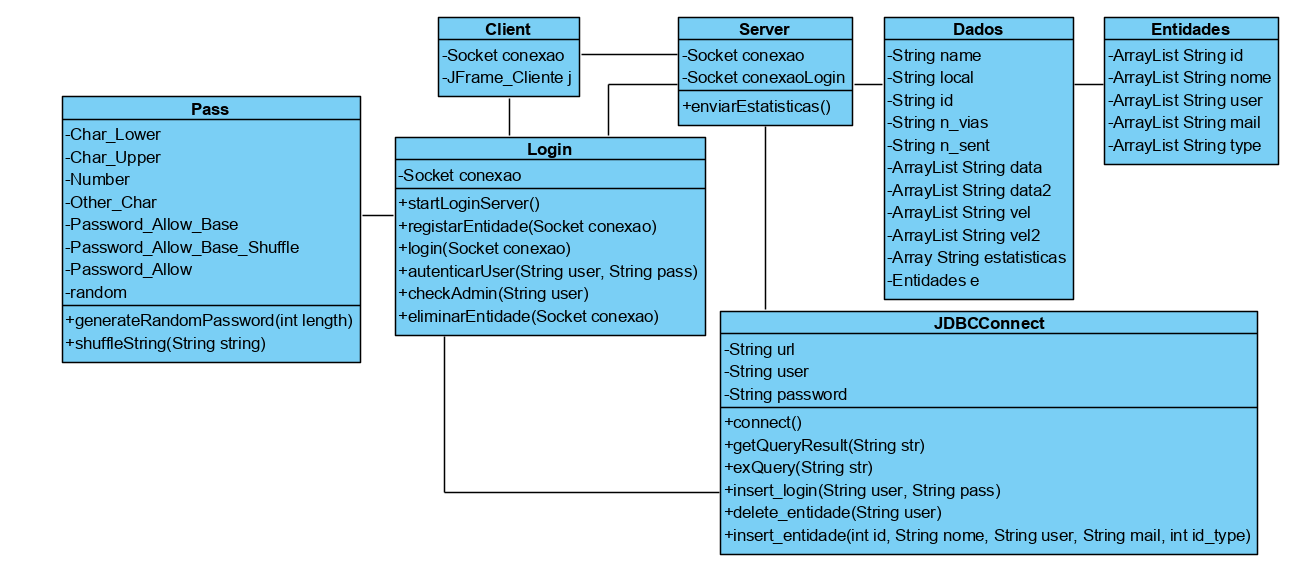 Client
-Socket conexao
-JFrame_Cliente j
Server
-Socket conexao
-Socket conexaoLogin
+enviarEstatisticas()
Dados
-String name
-String local
-String id
-String n_vias
-String n_sent
-ArrayList String data
-ArrayList String data2
-ArrayList String vel
-ArrayList String vel2
-Array String estatisticas
-Entidades e
Entidades
-ArrayList String id
-ArrayList String nome
-ArrayList String user
-ArrayList String mail
-ArrayList String type
Pass
-Char_Lower
-Char_Upper
-Number
-Other_Char
-Password_Allow_Base
-Password_Allow_Base_Shuffle
-Password_Allow
-random
+generateRandomPassword(int length)
+shuffleString(String string)
Login
-Socket conexao
+startLoginServer()
+registarEntidade(Socket conexao)
+login(Socket conexao)
+autenticarUser(String user, String pass)
+checkAdmin(String user)
+eliminarEntidade(Socket conexao)
JDBCConnect
-String url
-String user
-String password
+connect()
+getQueryResult(String str)
+exQuery(String str)
+insert_login(String user, String pass)
+delete_entidade(String user)
+insert_entidade(int id, String nome, String user, String mail, int id_type)